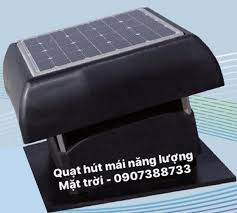 Quạt hút mái năng lượng
Mặt trời - 0907388733